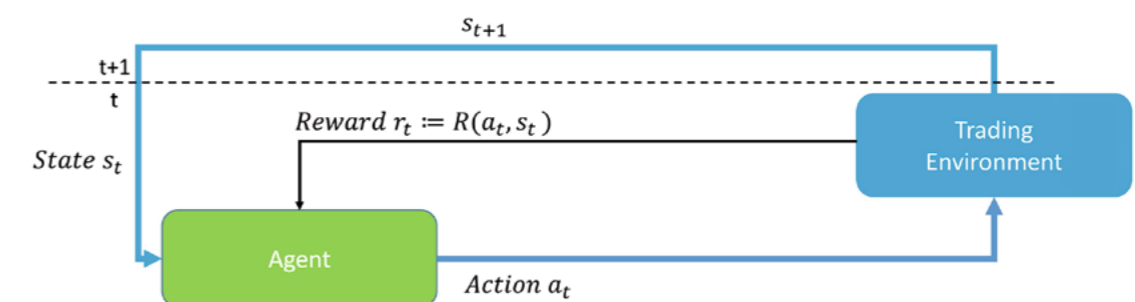 s_{t+1}
t+1
t
Reward r_t ≔ R(a_t, s_t)
Trading
Environment
State s_t
Agent
Action a_t